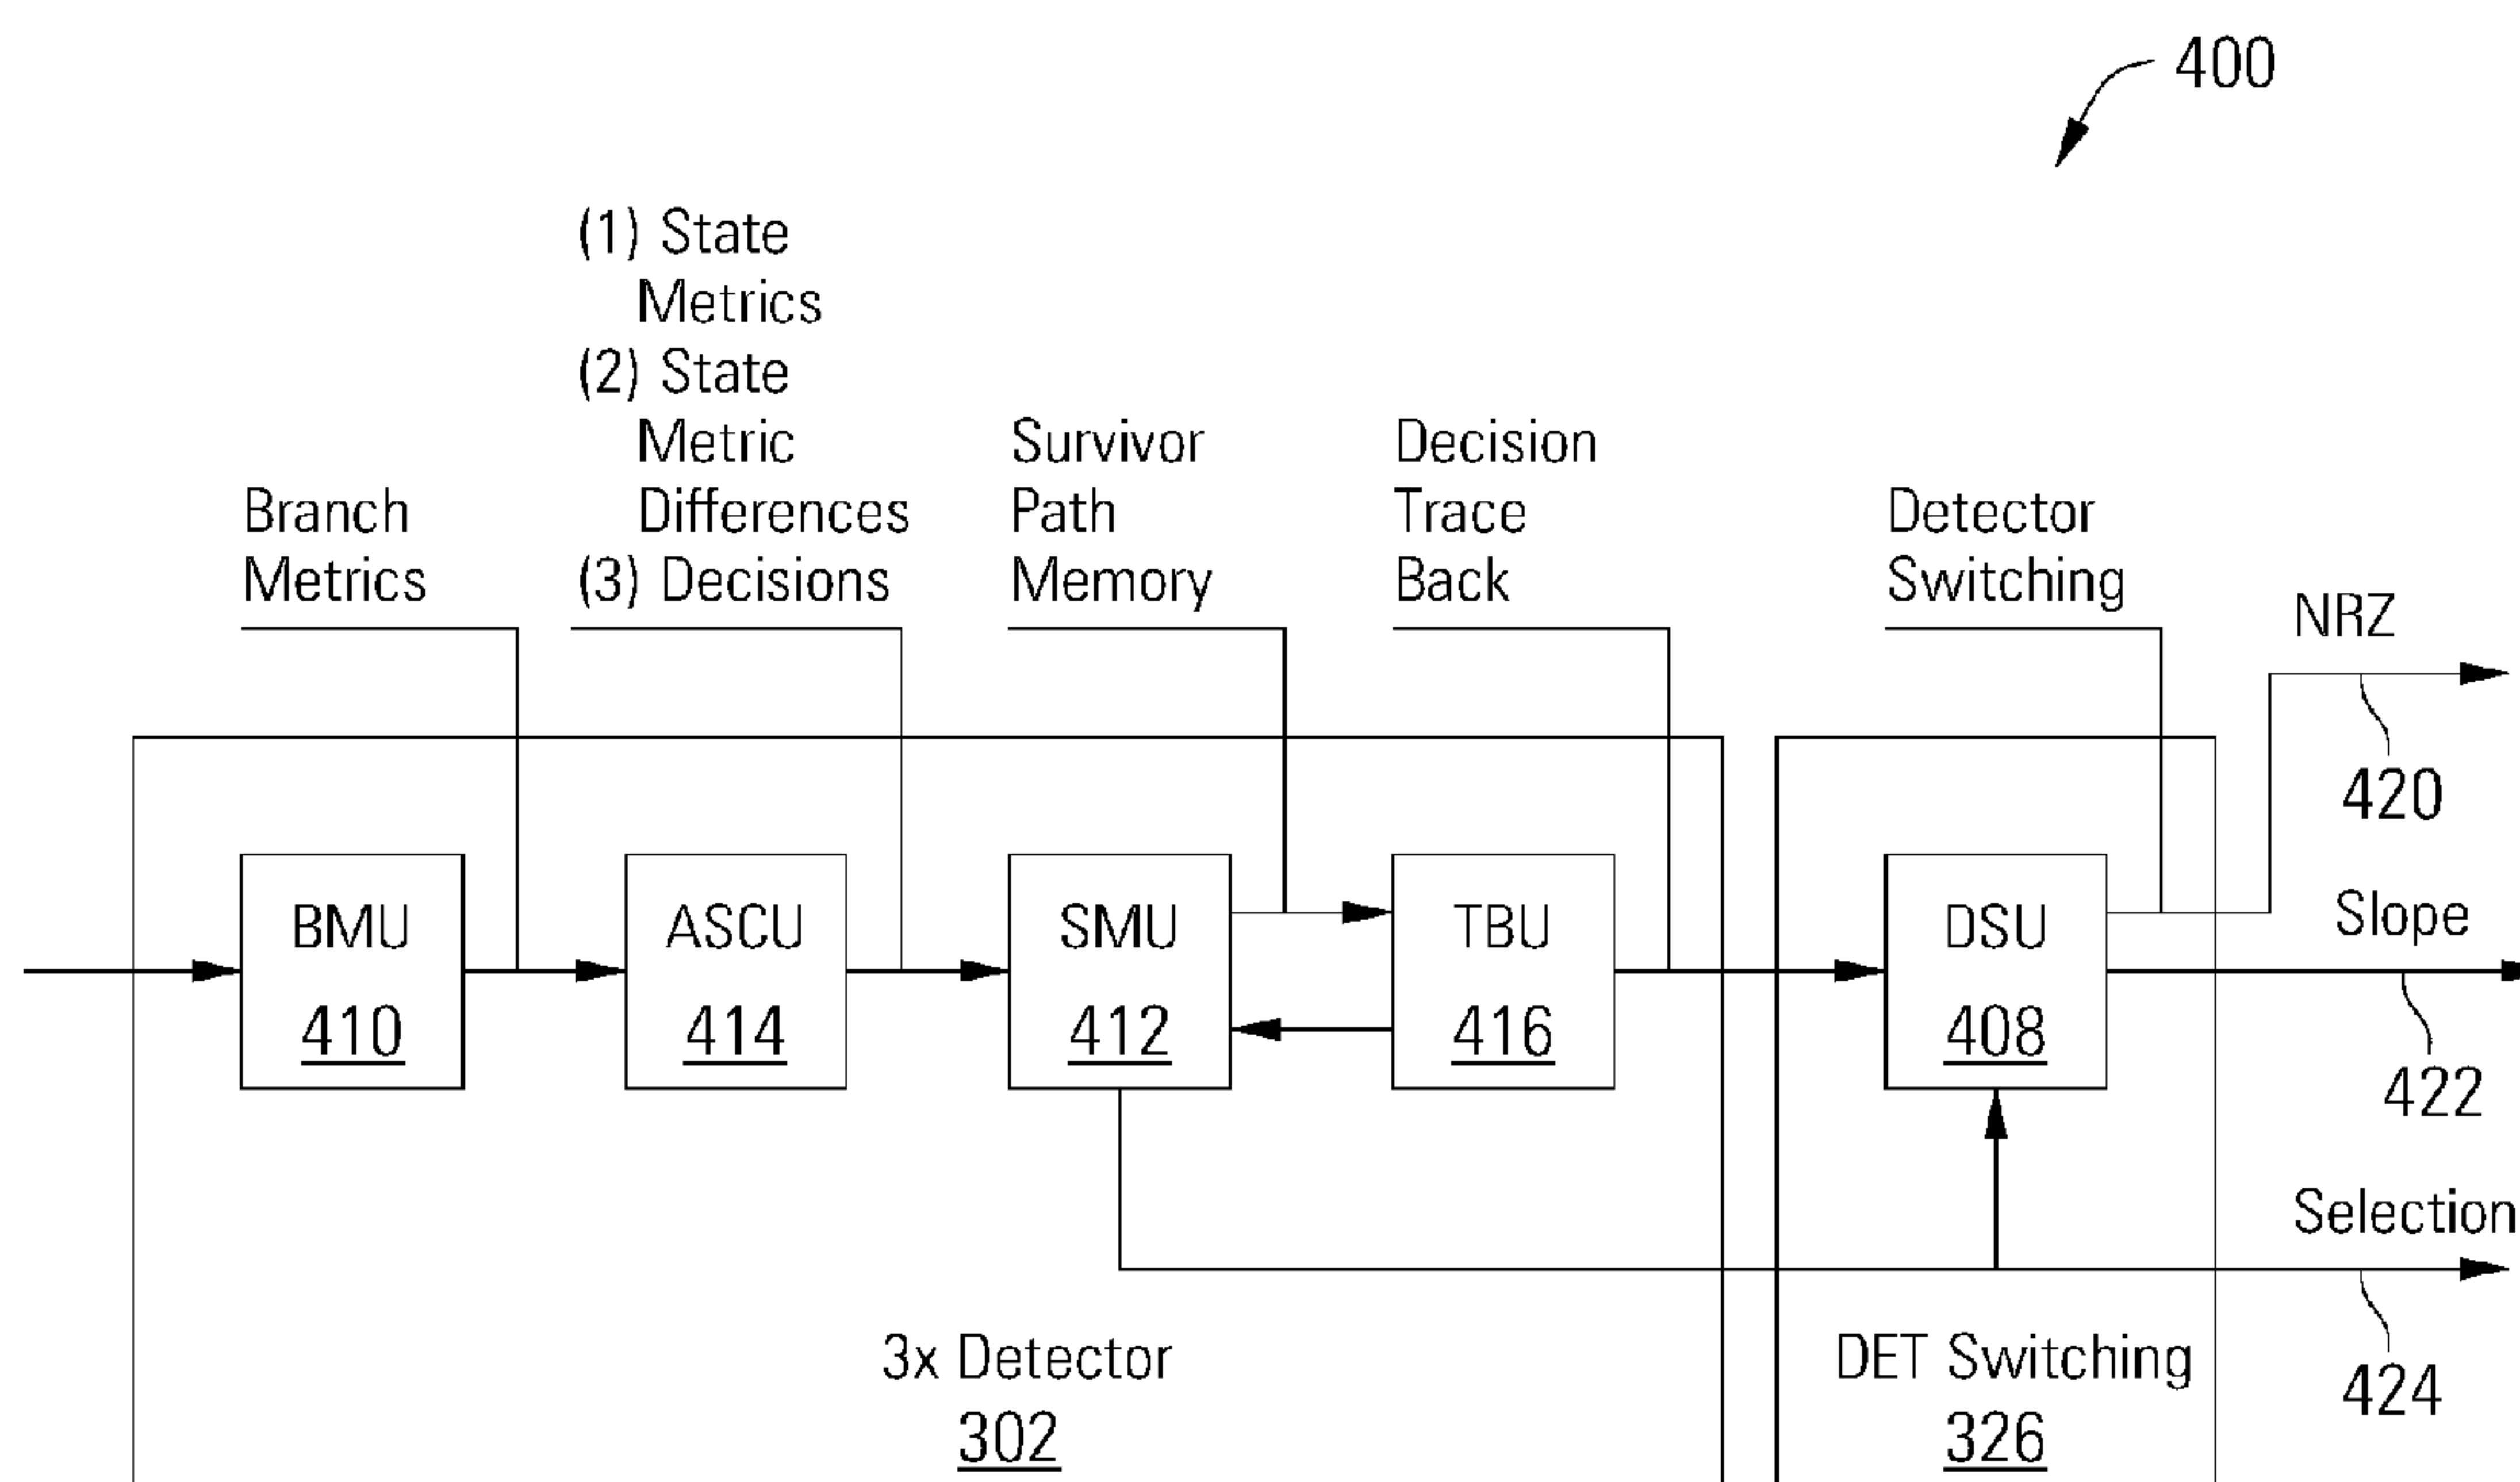 400
(1) State
Metrics
(2) State
Metric
Differences
(3) Decisions
Branch
Metrics
Survivor
Path
Memory
Decision
Trace
Back
Detector
Switching
NRZ
420
BMU
410
ASCU
414
SMU
412
TBU
416
DSU
408
Slope
422
Selection
424
3x Detector
302
DET Switching
326